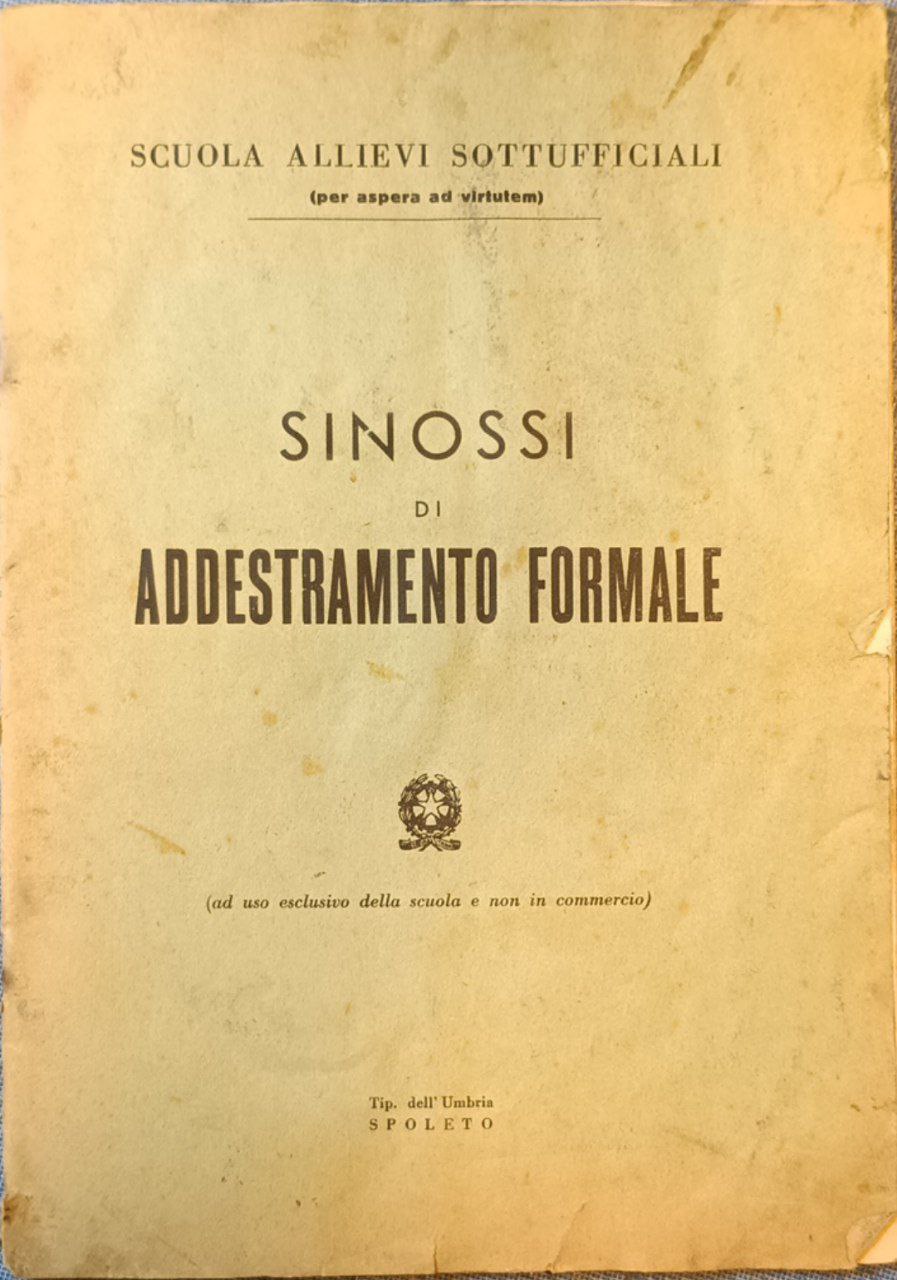 SCUOLA ALLIEVI SOTTUFFICIALI
(per aspera ad virtutem)
SINOSSI
DI
ADDESTRAMENTO FORMALE
(ad uso esclusivo della scuola e non in commercio)
Tip. dell' Umbria
SPOLETO